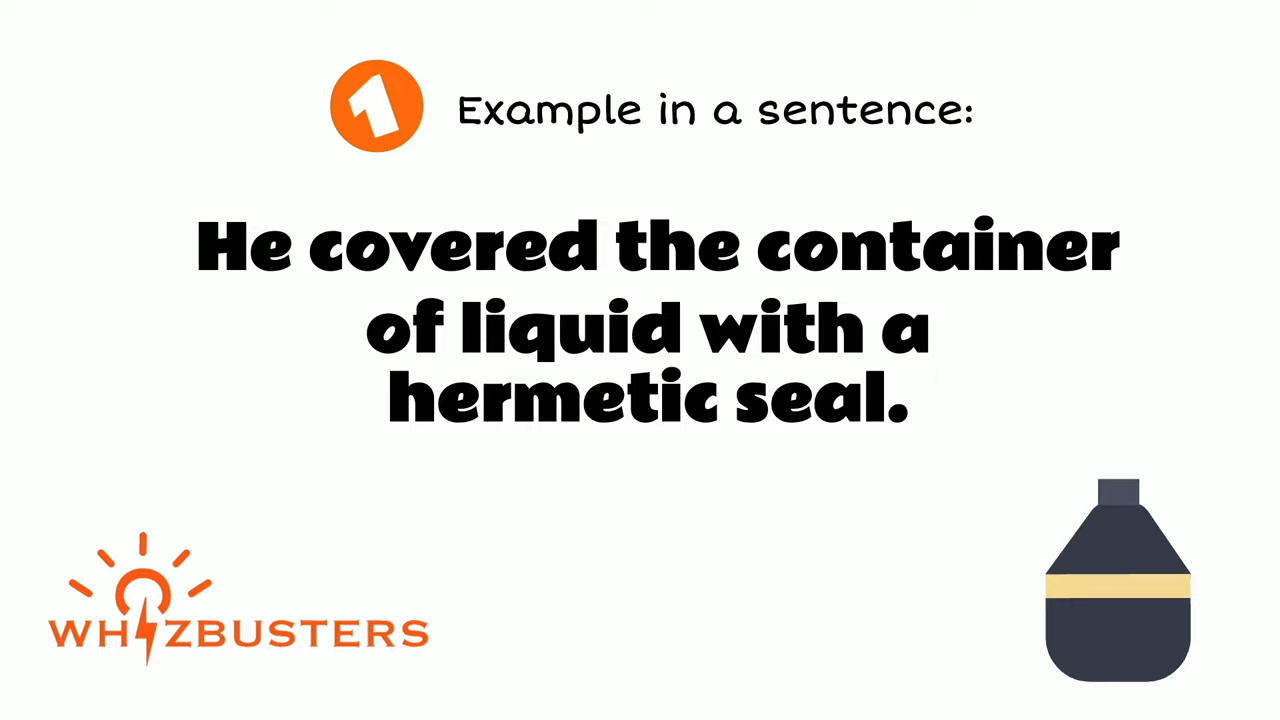 1 Example in a sentence:
He covered the container
of liquid with a
hermetic seal.
WHIZBUSTERS